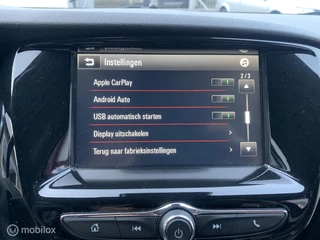 Instellingen
2/3
Apple CarPlay
Android Auto
USB automatisch starten
Display uitschakelen
Terug naar fabrieksinstellingen
© Mobilox